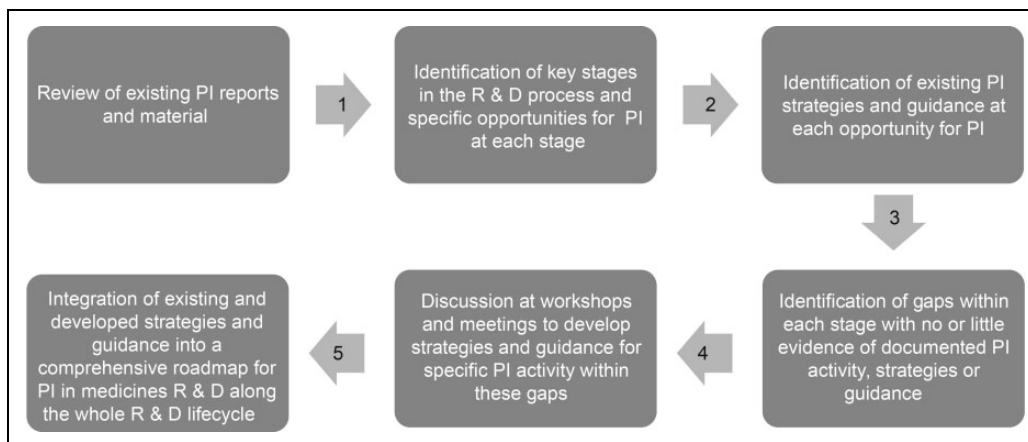 Review of existing PI reports
and material
1
Identification of key stages
in the R & D process and
specific opportunities for PI
at each stage
2
Identification of existing PI
strategies and guidance at
each opportunity for PI
3
Identification of gaps within
each stage with no or little
evidence of documented PI
activity, strategies or
guidance
4
Discussion at workshops
and meetings to develop
strategies and guidance for
specific PI activity within
these gaps
5
Integration of existing and
developed strategies and
guidance into a
comprehensive roadmap for
PI in medicines R & D along
the whole R & D lifecycle